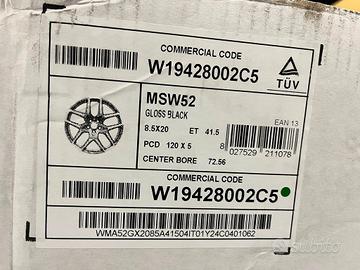 COMMERCIAL CODE
W19428002C5
TÜV
MSW52
GLOSS BLACK
EAN 13
8.5X20 ET 41.5
PCD 120 X 5
8 027529 211078
CENTER BORE 72.56
COMMERCIAL CODE
W19428002C5
WMA52GX2085A41504IT01Y24C0401062
subito